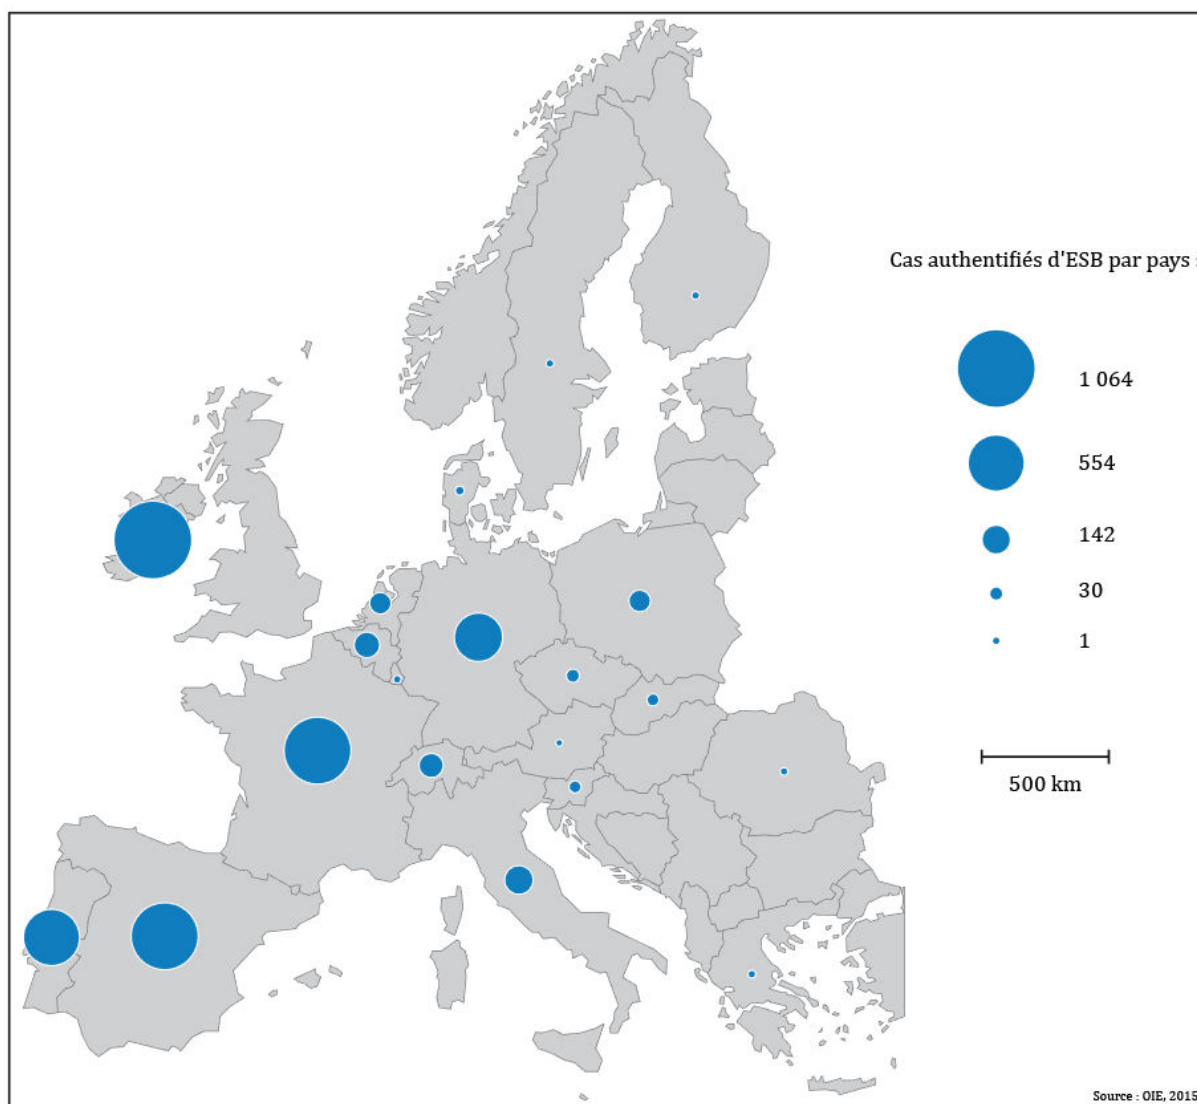 Cas authentifiés d'ESB par pays :
1 064
554
142
30
1
500 km
Source : OIE, 2015